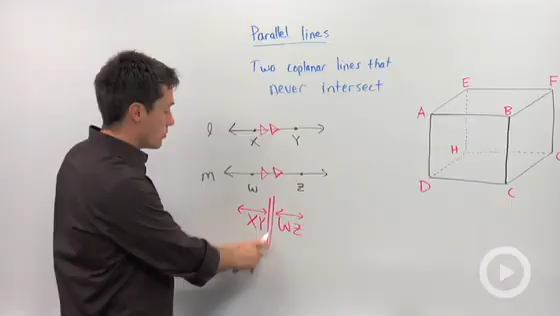 Parallel lines
Two coplanar lines that
never intersect
l X Y
m W Z
XY || WZ
E F
A B
H
D C